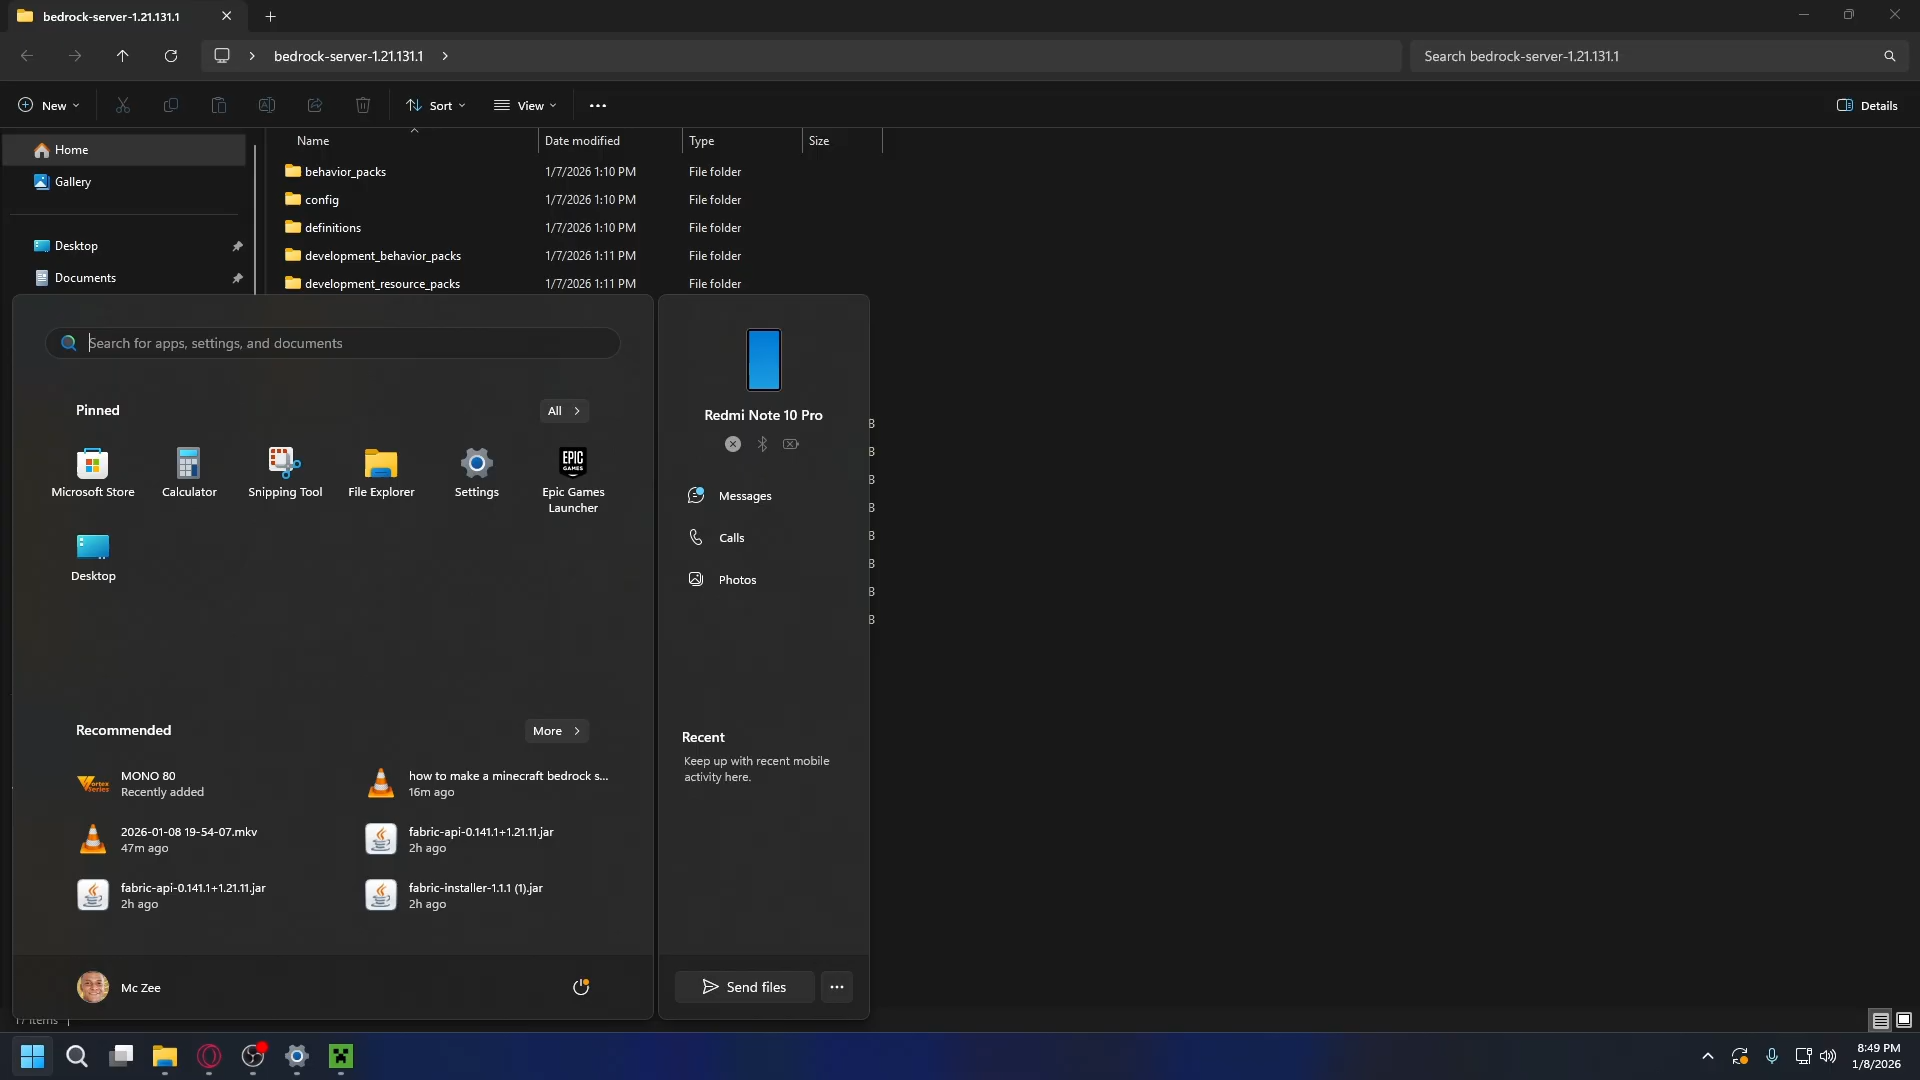 bedrock-server-1.21.131.1
bedrock-server-1.21.131.1
Search bedrock-server-1.21.131.1
New
Sort
View
Details
Name
Date modified
Type
Size
Home
Gallery
Desktop
Documents
behavior_packs 1/7/2026 1:10 PM File folder
config 1/7/2026 1:10 PM File folder
definitions 1/7/2026 1:10 PM File folder
development_behavior_packs 1/7/2026 1:11 PM File folder
development_resource_packs 1/7/2026 1:11 PM File folder
Search for apps, settings, and documents
Pinned
All
Microsoft Store
Calculator
Snipping Tool
File Explorer
Settings
EPIC
GAMES
Epic Games
Launcher
Desktop
Recommended
More
MONO 80
Recently added
how to make a minecraft bedrock s...
16m ago
2026-01-08 19-54-07.mkv
47m ago
fabric-api-0.141.1+1.21.11.jar
2h ago
fabric-api-0.141.1+1.21.11.jar
2h ago
fabric-installer-1.1.1 (1).jar
2h ago
Mc Zee
Redmi Note 10 Pro
Messages
Calls
Photos
Recent
Keep up with recent mobile
activity here.
Send files
B
B
B
B
B
B
B
B
17 items
8:49 PM
1/8/2026